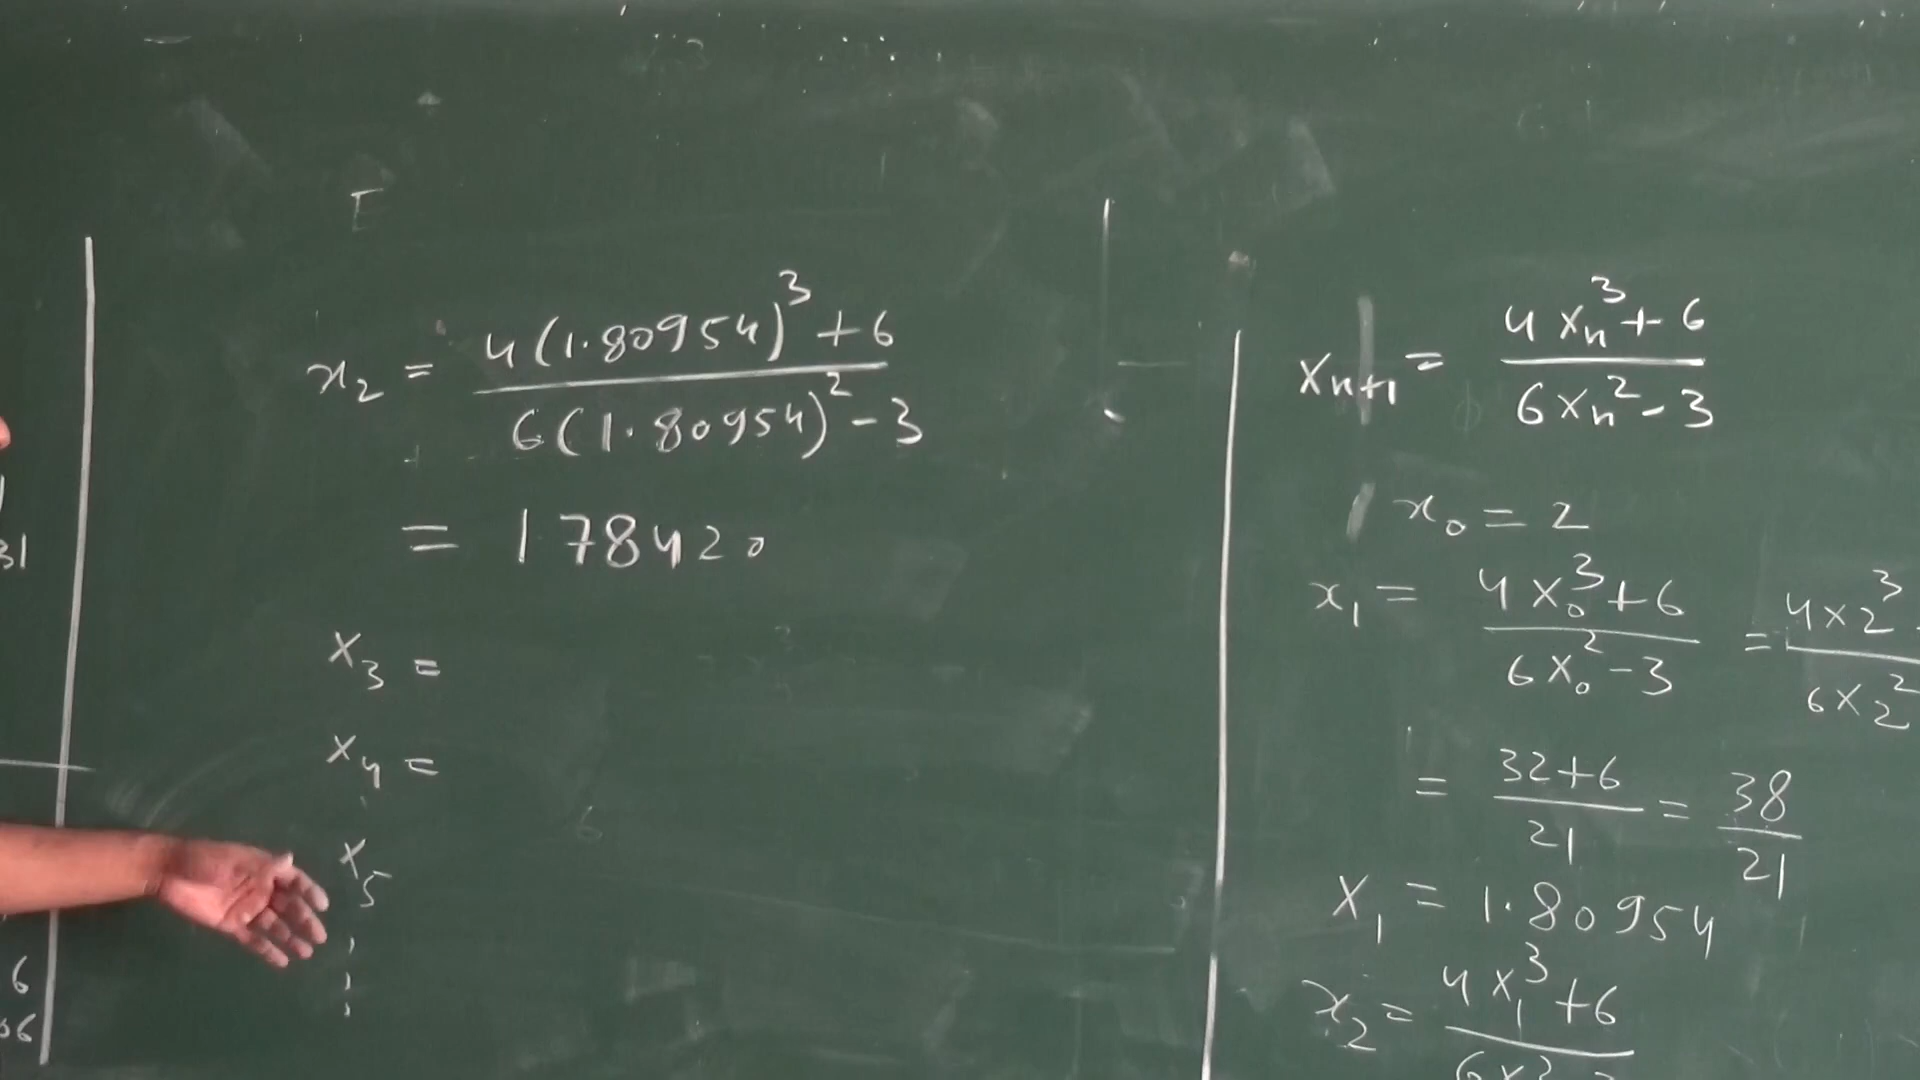 E
x₂ = 4(1.80954)³+6 / 6(1.80954)²-3
= 1 78420
x₃ =
x₄ =
x₅
31
6
06
xₙ₊₁ = 4xₙ³+6 / 6xₙ²-3
x₀ = 2
x₁ = 4x₀³+6 / 6x₀²-3 = 4×2³ / 6×2²
= 32+6 / 21 = 38 / 21
x₁ = 1.80954
x₂ = 4x₁³+6